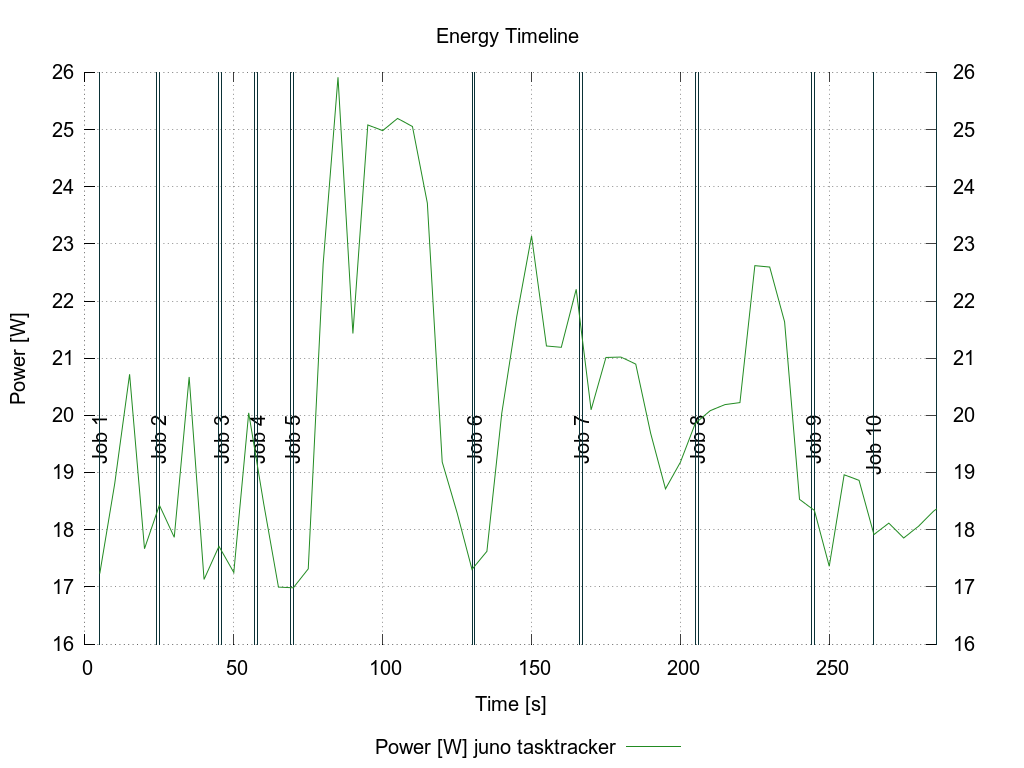 Energy Timeline
26
25
24
23
22
21
20
19
18
17
16
Power [W]
Job 1
Job 2
Job 3
Job 4
Job 5
Job 6
Job 7
Job 8
Job 9
Job 10
26
25
24
23
22
21
20
19
18
17
16
0 50 100 150 200 250
Time [s]
Power [W] juno tasktracker